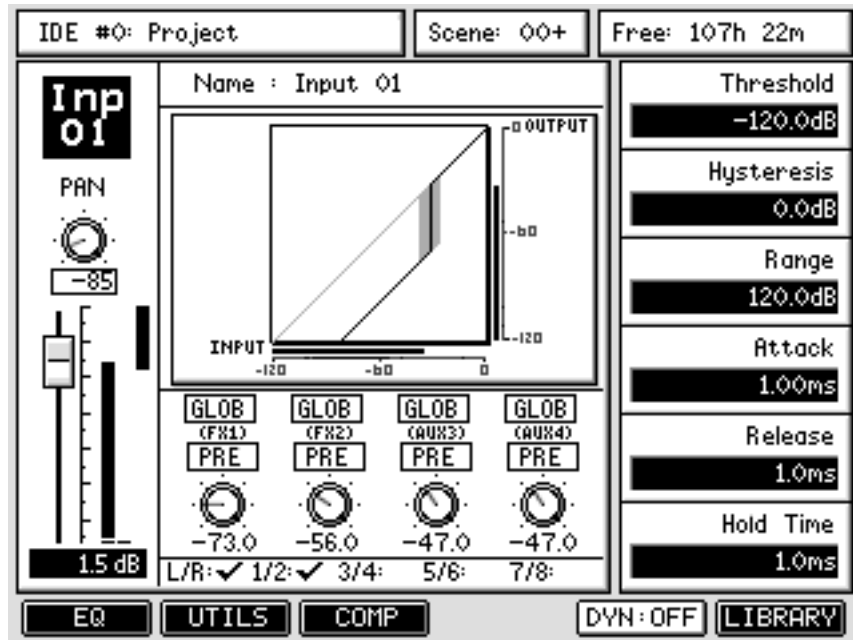 IDE #0: Project
Scene: 00+
Free: 107h 22m
Inp
01
PAN
-85
1.5 dB
Name : Input 01
0 OUTPUT
-60
-120
INPUT
-120 -60 0
GLOB GLOB GLOB GLOB
(FX1) (FX2) (AUX3) (AUX4)
PRE PRE PRE PRE
-73.0 -56.0 -47.0 -47.0
L/R:✓ 1/2:✓ 3/4: 5/6: 7/8:
Threshold
-120.0dB
Hysteresis
0.0dB
Range
120.0dB
Attack
1.00ms
Release
1.0ms
Hold Time
1.0ms
EQ UTILS COMP DYN:OFF LIBRARY